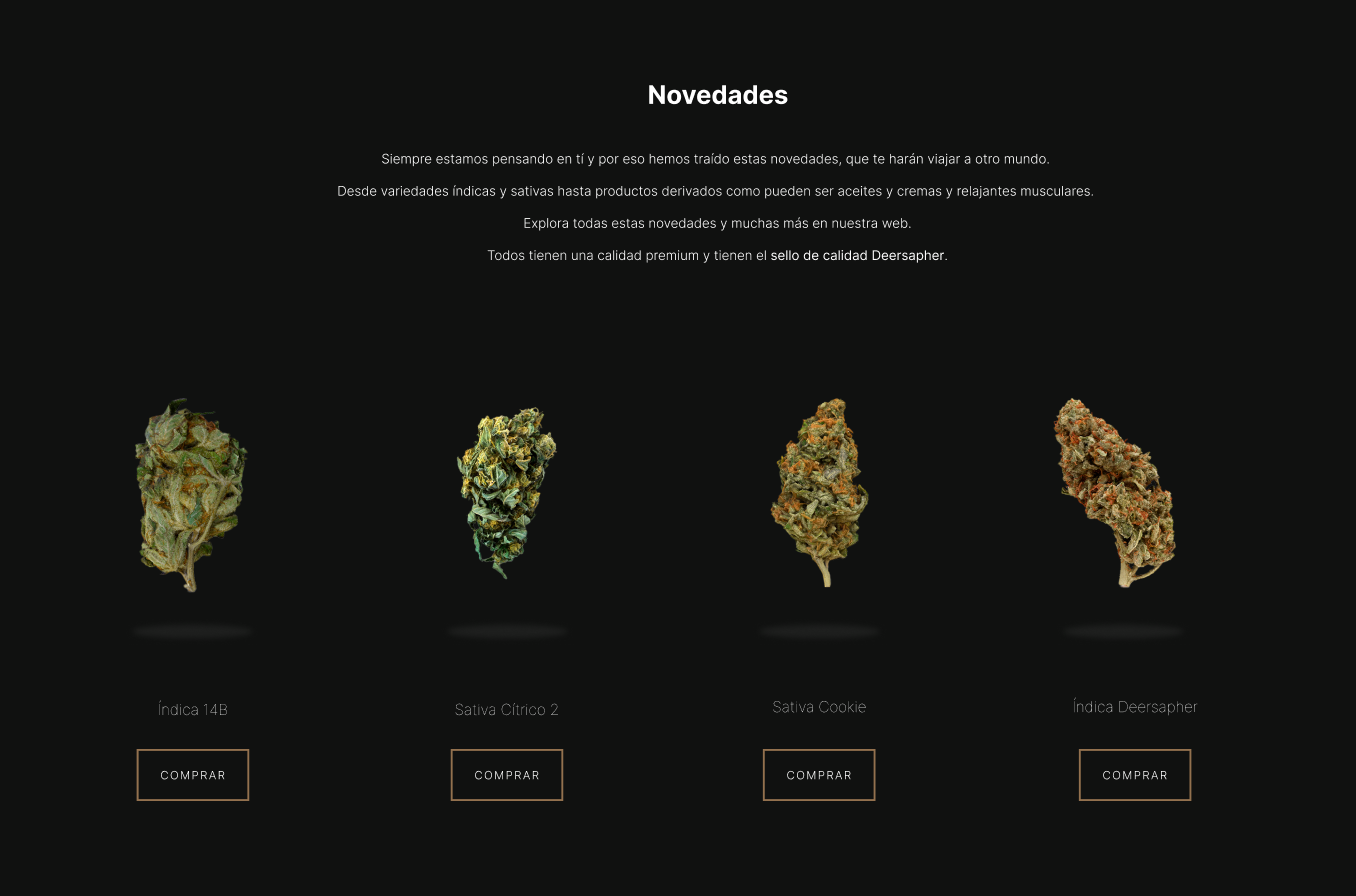 Novedades
Siempre estamos pensando en tí y por eso hemos traído estas novedades, que te harán viajar a otro mundo.
Desde variedades índicas y sativas hasta productos derivados como pueden ser aceites y cremas y relajantes musculares.
Explora todas estas novedades y muchas más en nuestra web.
Todos tienen una calidad premium y tienen el sello de calidad Deersapher.
Índica 14B
Sativa Cítrico 2
Sativa Cookie
Índica Deersapher
COMPRAR
COMPRAR
COMPRAR
COMPRAR